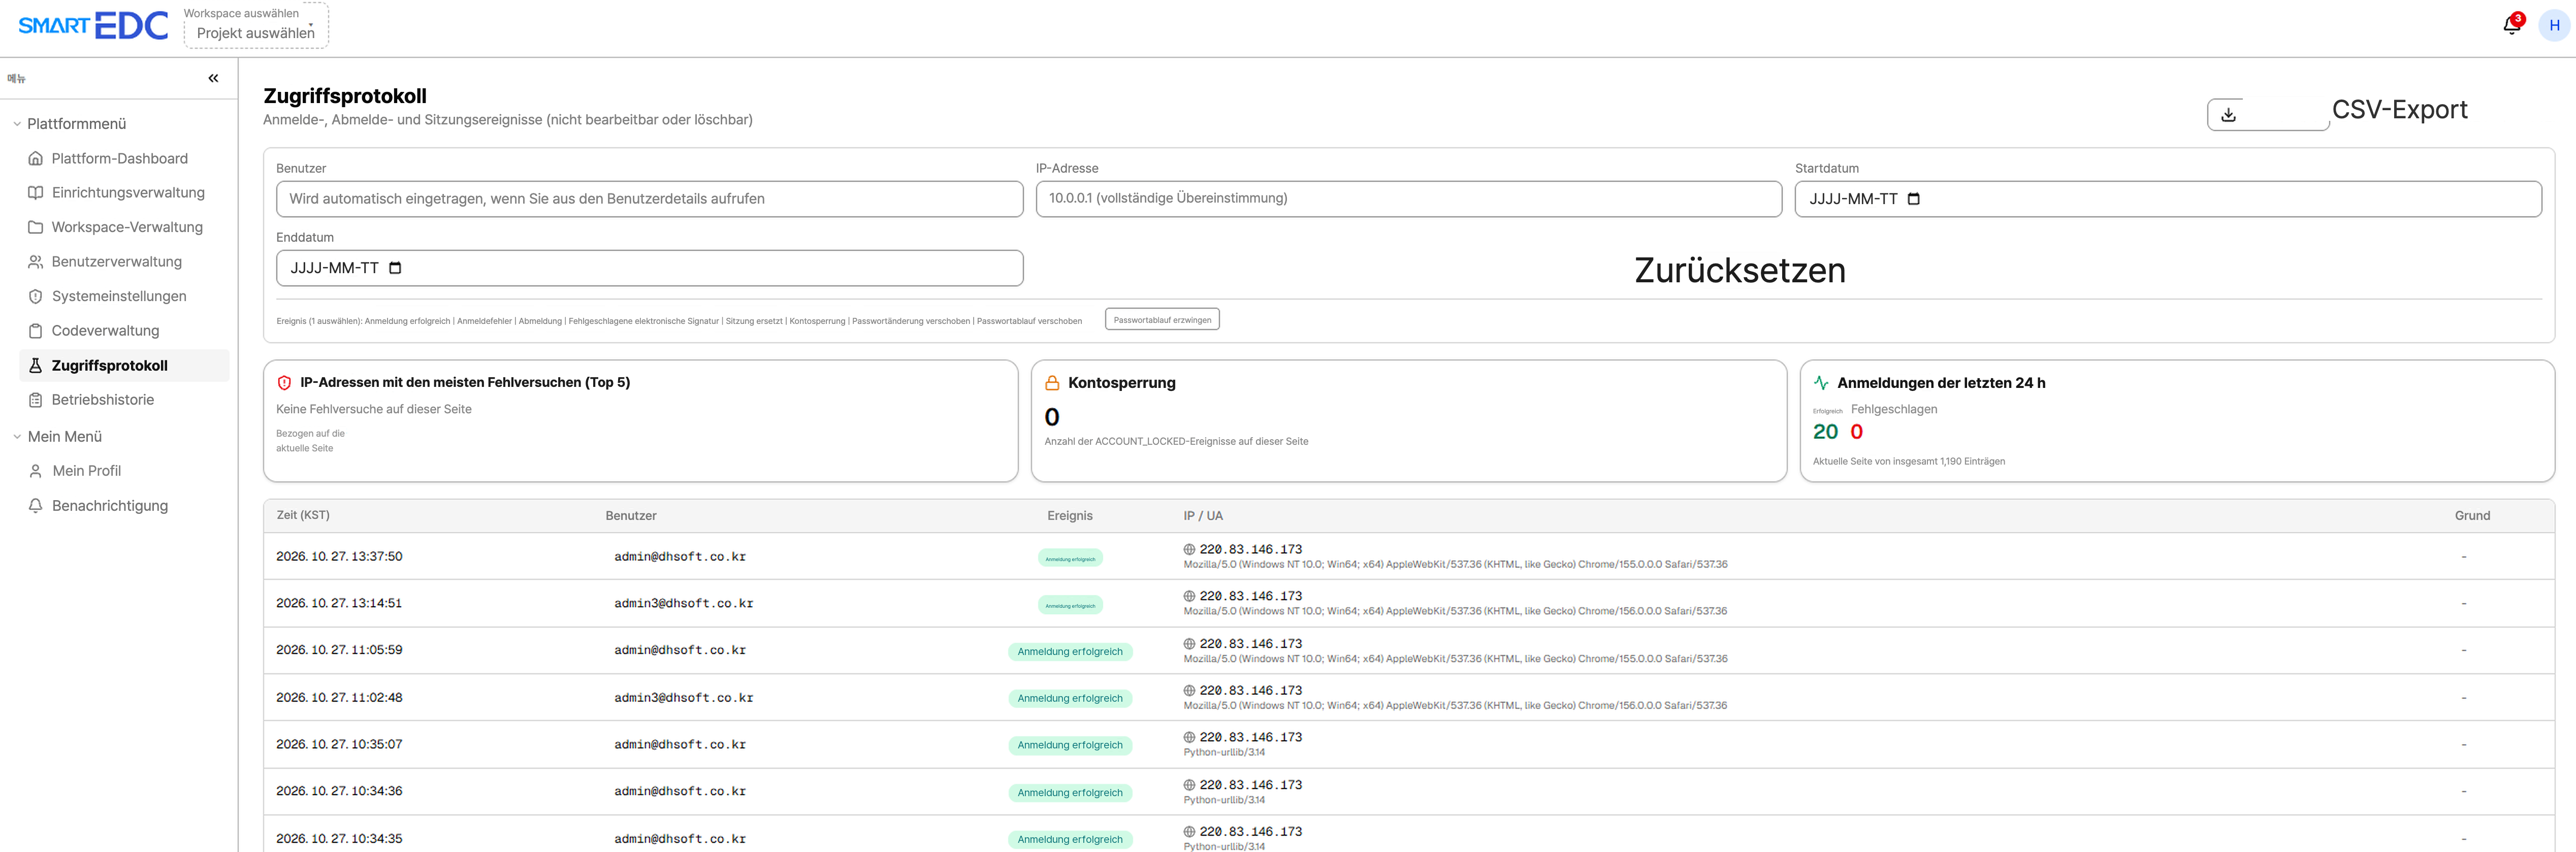 SMART EDC
Workspace auswählen
Projekt auswählen
3
H
메뉴
Plattformmenü
Plattform-Dashboard
Einrichtungsverwaltung
Workspace-Verwaltung
Benutzerverwaltung
Systemeinstellungen
Codeverwaltung
Zugriffsprotokoll
Betriebshistorie
Mein Menü
Mein Profil
Benachrichtigung
Zugriffsprotokoll
Anmelde-, Abmelde- und Sitzungsereignisse (nicht bearbeitbar oder löschbar)
CSV-Export
Benutzer
Wird automatisch eingetragen, wenn Sie aus den Benutzerdetails aufrufen
IP-Adresse
10.0.0.1 (vollständige Übereinstimmung)
Startdatum
JJJJ-MM-TT
Enddatum
JJJJ-MM-TT
Zurücksetzen
Ereignis (1 auswählen): Anmeldung erfolgreich | Anmeldefehler | Abmeldung | Fehlgeschlagene elektronische Signatur | Sitzung ersetzt | Kontosperrung | Passwortänderung verschoben | Passwortablauf verschoben
Passwortablauf erzwingen
IP-Adressen mit den meisten Fehlversuchen (Top 5)
Keine Fehlversuche auf dieser Seite
Bezogen auf die
aktuelle Seite
Kontosperrung
0
Anzahl der ACCOUNT_LOCKED-Ereignisse auf dieser Seite
Anmeldungen der letzten 24 h
Erfolgreich Fehlgeschlagen
20 0
Aktuelle Seite von insgesamt 1,190 Einträgen
Zeit (KST) Benutzer Ereignis IP / UA Grund
2026. 10. 27. 13:37:50 admin@dhsoft.co.kr Anmeldung erfolgreich 220.83.146.173 -
Mozilla/5.0 (Windows NT 10.0; Win64; x64) AppleWebKit/537.36 (KHTML, like Gecko) Chrome/155.0.0.0 Safari/537.36
2026. 10. 27. 13:14:51 admin3@dhsoft.co.kr Anmeldung erfolgreich 220.83.146.173 -
Mozilla/5.0 (Windows NT 10.0; Win64; x64) AppleWebKit/537.36 (KHTML, like Gecko) Chrome/156.0.0.0 Safari/537.36
2026. 10. 27. 11:05:59 admin@dhsoft.co.kr Anmeldung erfolgreich 220.83.146.173 -
Mozilla/5.0 (Windows NT 10.0; Win64; x64) AppleWebKit/537.36 (KHTML, like Gecko) Chrome/155.0.0.0 Safari/537.36
2026. 10. 27. 11:02:48 admin3@dhsoft.co.kr Anmeldung erfolgreich 220.83.146.173 -
Mozilla/5.0 (Windows NT 10.0; Win64; x64) AppleWebKit/537.36 (KHTML, like Gecko) Chrome/156.0.0.0 Safari/537.36
2026. 10. 27. 10:35:07 admin@dhsoft.co.kr Anmeldung erfolgreich 220.83.146.173 -
Python-urllib/3.14
2026. 10. 27. 10:34:36 admin@dhsoft.co.kr Anmeldung erfolgreich 220.83.146.173 -
Python-urllib/3.14
2026. 10. 27. 10:34:35 admin@dhsoft.co.kr Anmeldung erfolgreich 220.83.146.173 -
Python-urllib/3.14